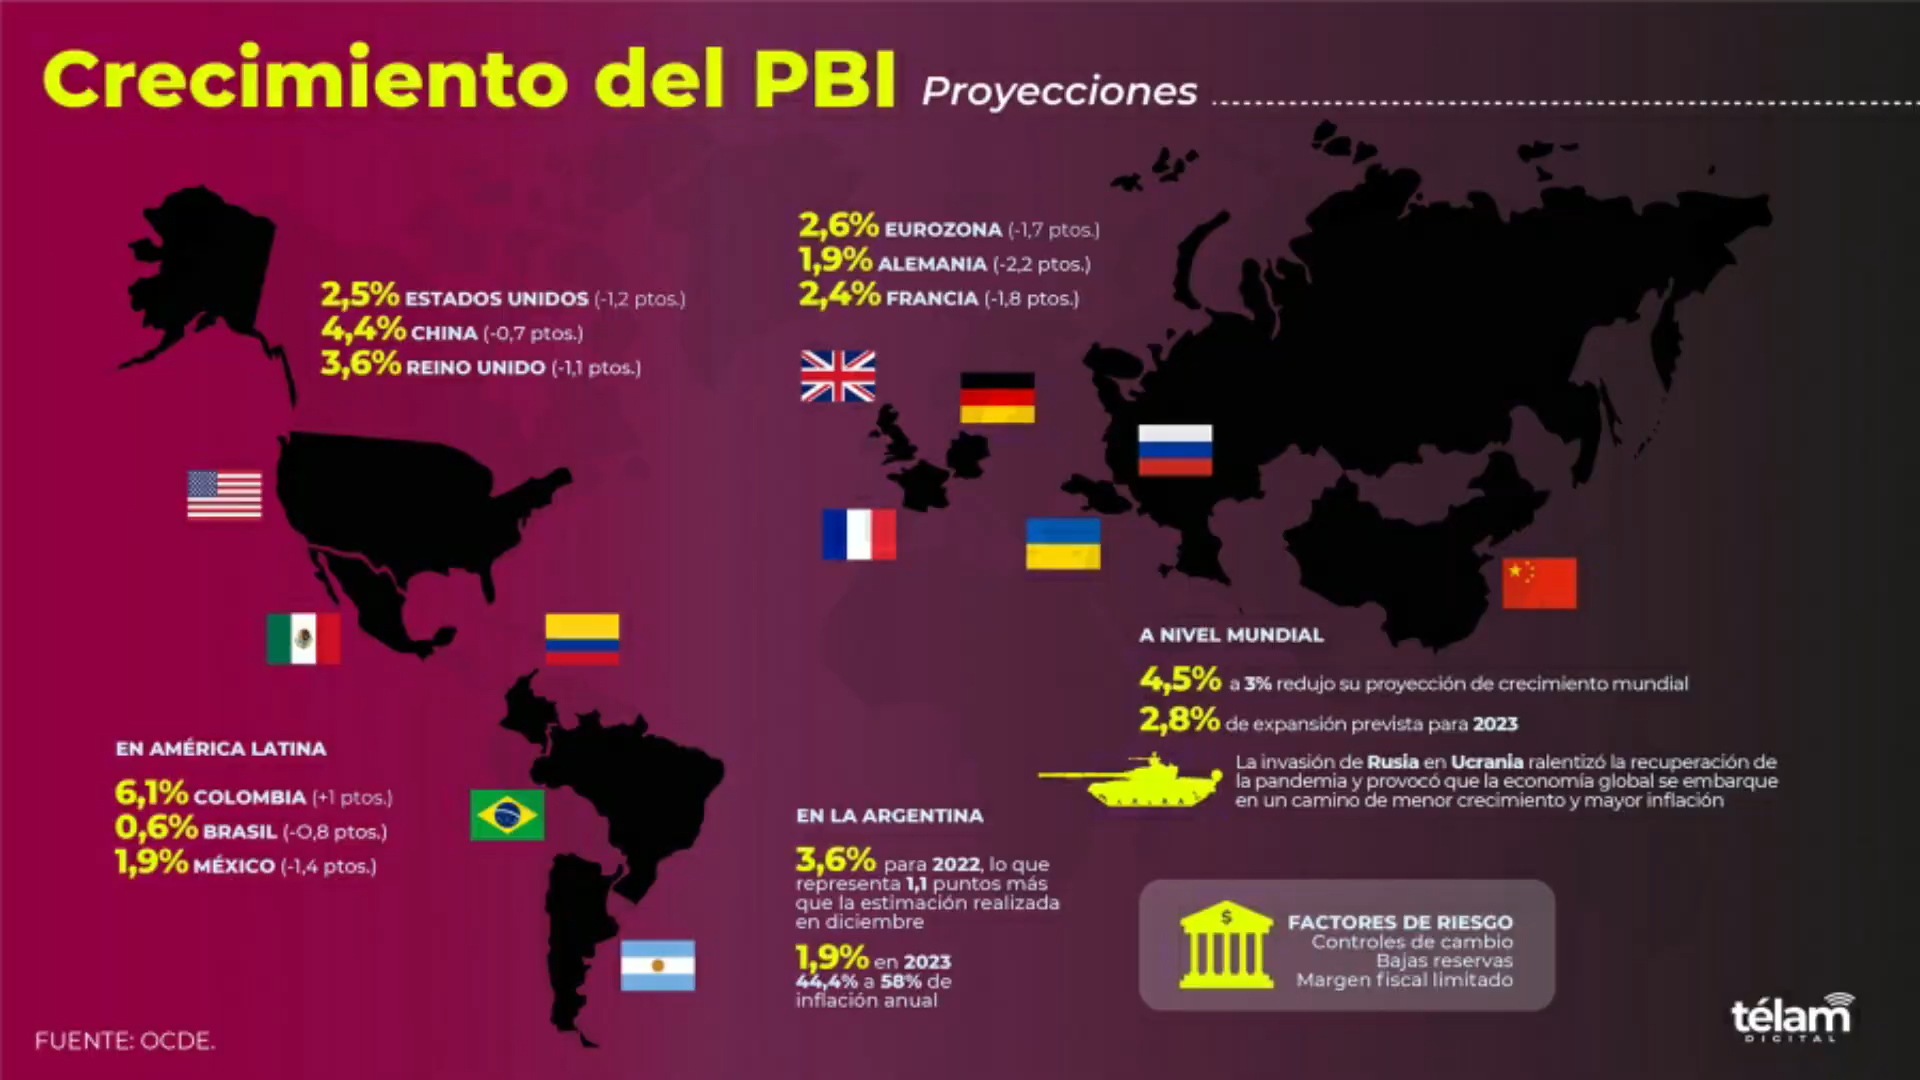 Crecimiento del PBI Proyecciones
2,5% ESTADOS UNIDOS (-1,2 ptos.)
4,4% CHINA (-0,7 ptos.)
3,6% REINO UNIDO (-1,1 ptos.)
2,6% EUROZONA (-1,7 ptos.)
1,9% ALEMANIA (-2,2 ptos.)
2,4% FRANCIA (-1,8 ptos.)
EN AMÉRICA LATINA
6,1% COLOMBIA (+1 ptos.)
0,6% BRASIL (-0,8 ptos.)
1,9% MÉXICO (-1,4 ptos.)
A NIVEL MUNDIAL
4,5% a 3% redujo su proyección de crecimiento mundial
2,8% de expansión prevista para 2023
La invasión de Rusia en Ucrania ralentizó la recuperación de
la pandemia y provocó que la economía global se embarque
en un camino de menor crecimiento y mayor inflación
EN LA ARGENTINA
3,6% para 2022, lo que
representa 1,1 puntos más
que la estimación realizada
en diciembre
1,9% en 2023
44,4% a 58% de
inflación anual
$
FACTORES DE RIESGO
Controles de cambio
Bajas reservas
Margen fiscal limitado
FUENTE: OCDE.
télam
DIGITAL